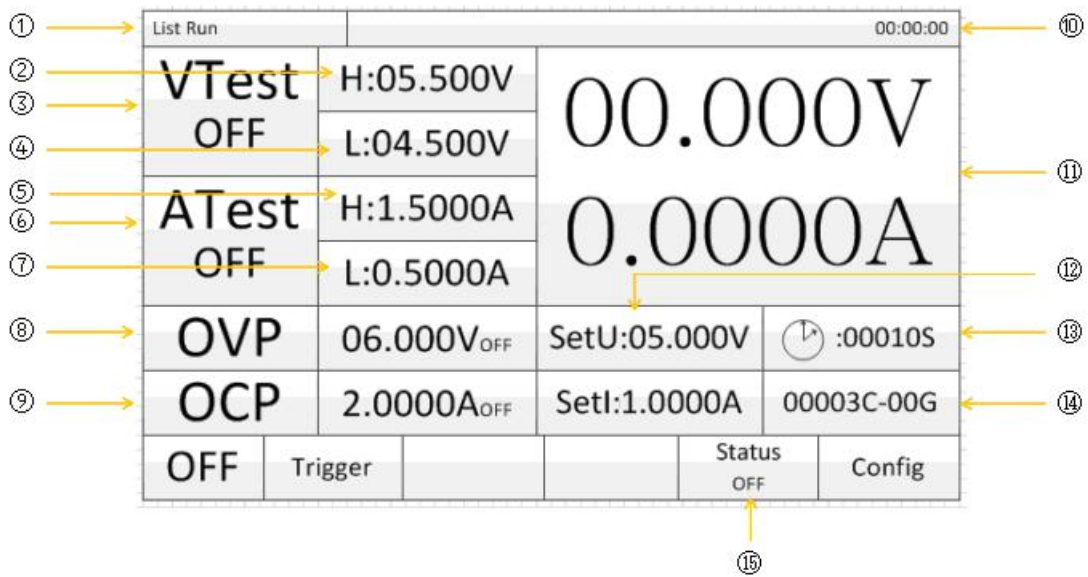 ① List Run 00:00:00 ⑩
② VTest H:05.500V 00.000V
③ OFF
④ L:04.500V
⑤ ATest H:1.5000A 0.0000A ⑪
⑥ OFF
⑦ L:0.5000A ⑫
⑧ OVP 06.000V OFF SetU:05.000V :00010S ⑬
⑨ OCP 2.0000A OFF SetI:1.0000A 00003C-00G ⑭
OFF Trigger Status OFF Config
⑮